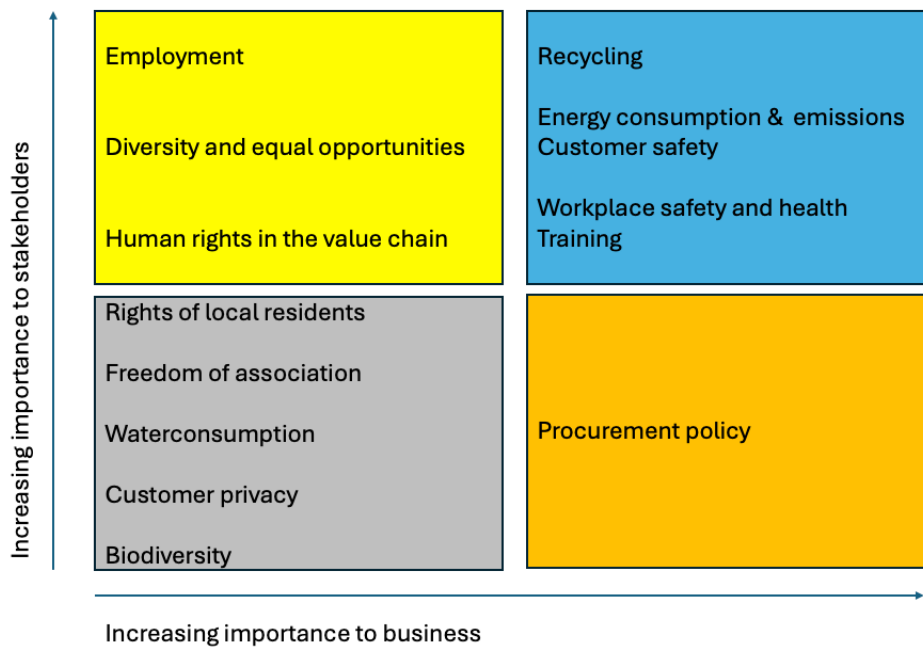 Increasing importance to stakeholders
Employment
Diversity and equal opportunities
Human rights in the value chain
Recycling
Energy consumption & emissions
Customer safety
Workplace safety and health
Training
Rights of local residents
Freedom of association
Waterconsumption
Customer privacy
Biodiversity
Procurement policy
Increasing importance to business